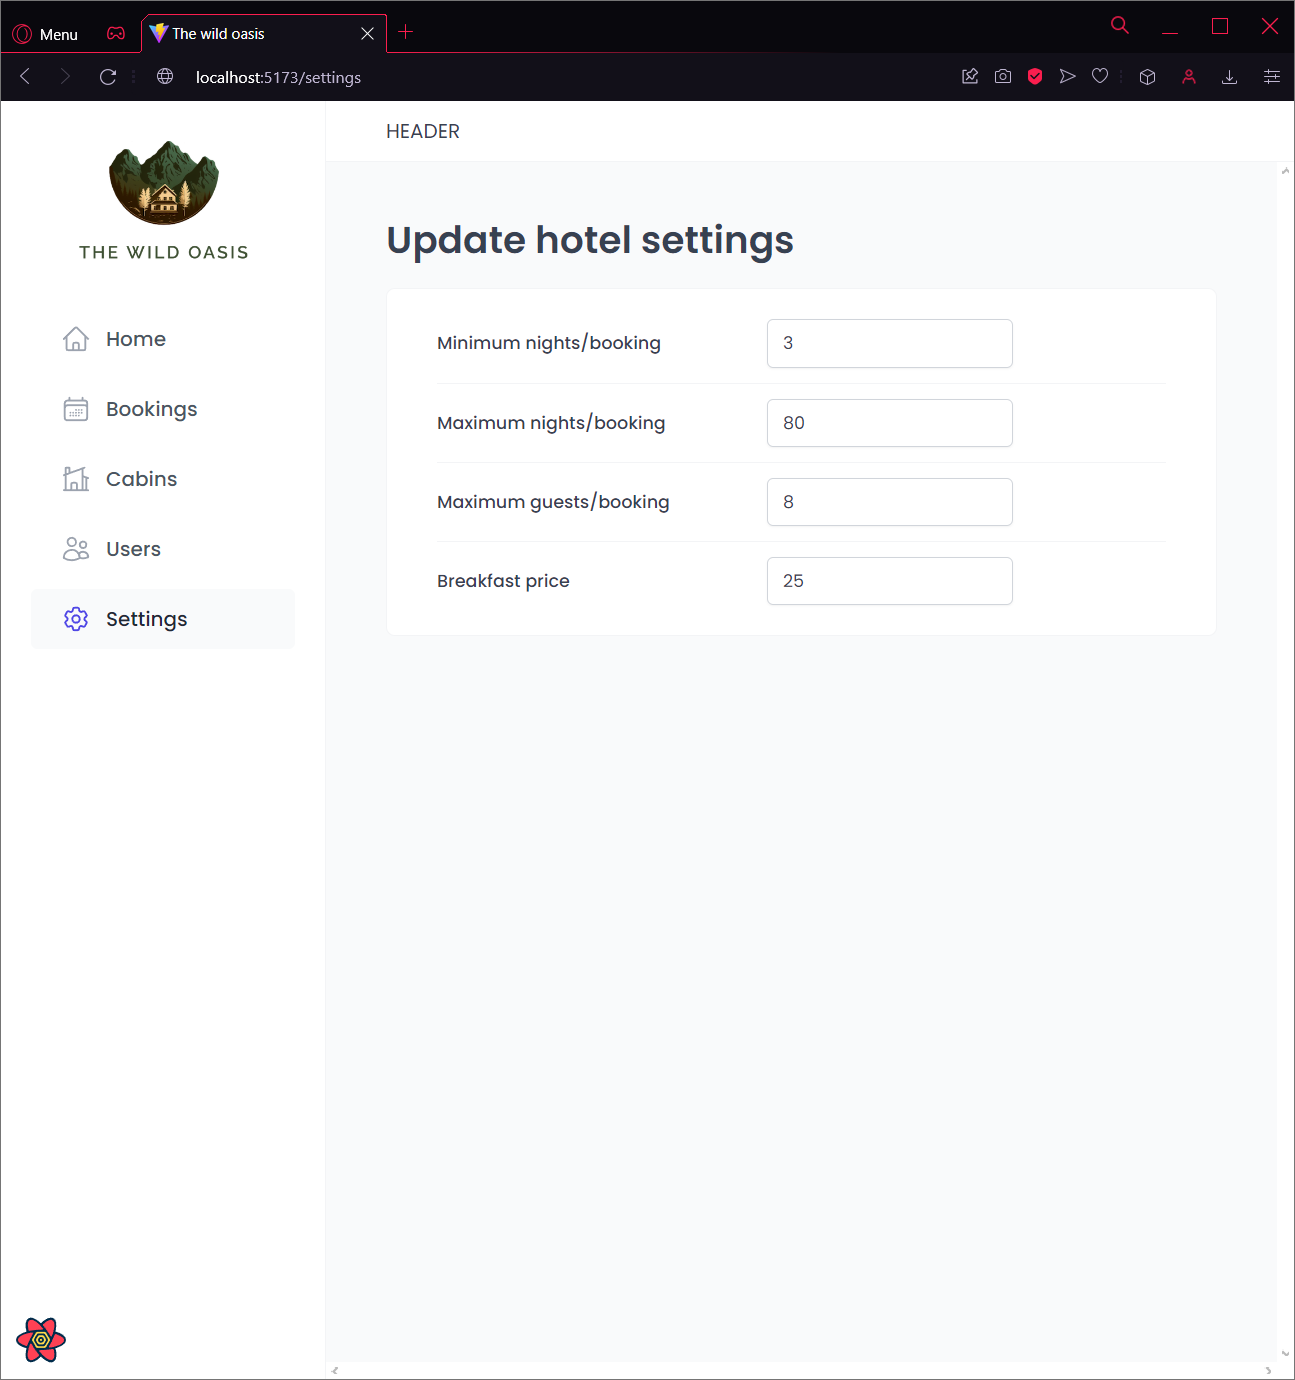 Menu
The wild oasis
localhost:5173/settings
THE WILD OASIS
Home
Bookings
Cabins
Users
Settings
HEADER
Update hotel settings
Minimum nights/booking 3
Maximum nights/booking 80
Maximum guests/booking 8
Breakfast price 25